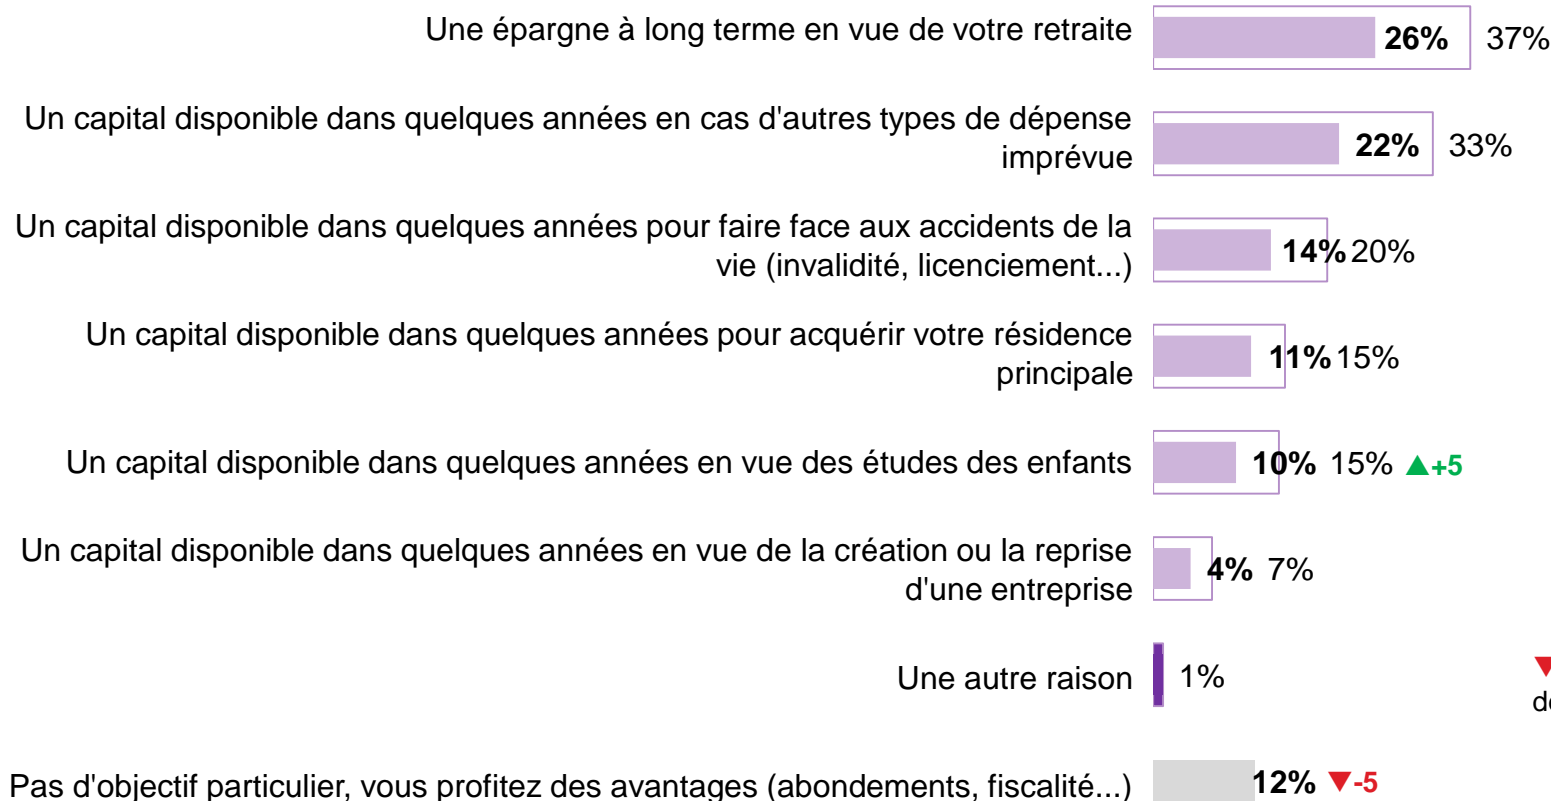 Une épargne à long terme en vue de votre retraite 26% 37%
Un capital disponible dans quelques années en cas d'autres types de dépense
imprévue 22% 33%
Un capital disponible dans quelques années pour faire face aux accidents de la
vie (invalidité, licenciement...) 14% 20%
Un capital disponible dans quelques années pour acquérir votre résidence
principale 11% 15%
Un capital disponible dans quelques années en vue des études des enfants 10% 15% ▲+5
Un capital disponible dans quelques années en vue de la création ou la reprise
d'une entreprise 4% 7%
Une autre raison 1% ▼
Pas d'objectif particulier, vous profitez des avantages (abondements, fiscalité...) 12% ▼-5